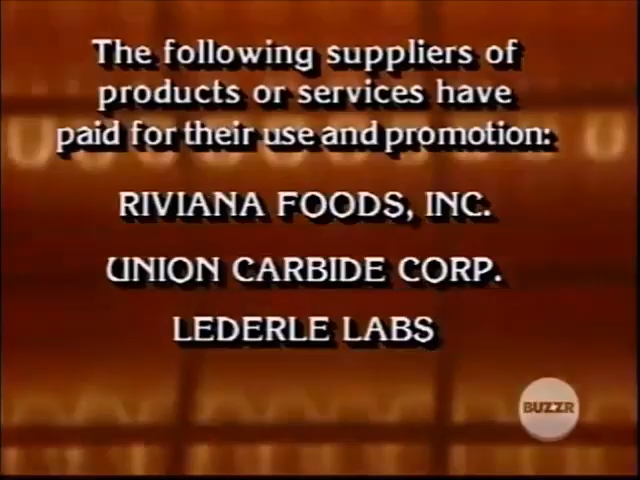 The following suppliers of
products or services have
paid for their use and promotion:
RIVIANA FOODS, INC.
UNION CARBIDE CORP.
LEDERLE LABS
BUZZR